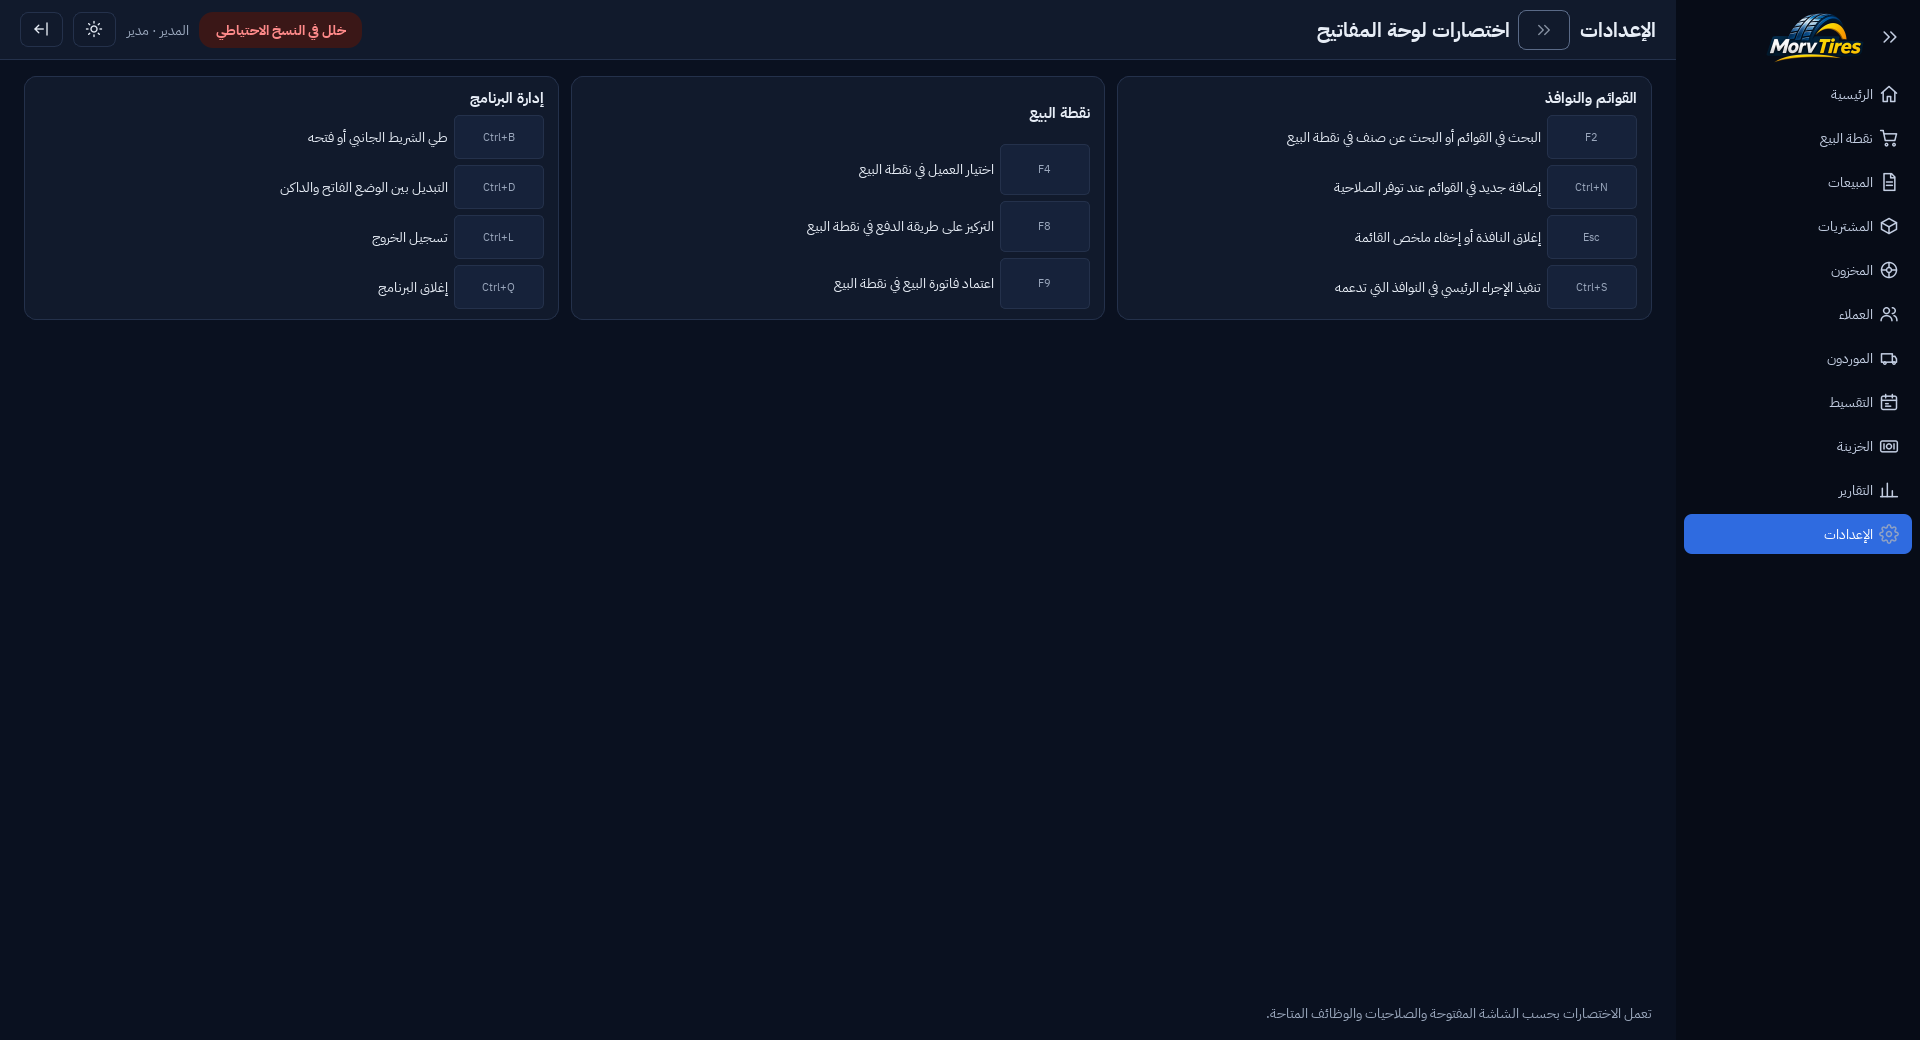 MorvTires
الرئيسية
نقطة البيع
المبيعات
المشتريات
المخزون
العملاء
الموردون
التقسيط
الخزينة
التقارير
الإعدادات
الإعدادات
اختصارات لوحة المفاتيح
خلل في النسخ الاحتياطي
المدير · مدير
القوائم والنوافذ
F2 البحث في القوائم أو البحث عن صنف في نقطة البيع
Ctrl+N إضافة جديد في القوائم عند توفر الصلاحية
Esc إغلاق النافذة أو إخفاء ملخص القائمة
Ctrl+S تنفيذ الإجراء الرئيسي في النوافذ التي تدعمه
نقطة البيع
F4 اختيار العميل في نقطة البيع
F8 التركيز على طريقة الدفع في نقطة البيع
F9 اعتماد فاتورة البيع في نقطة البيع
إدارة البرنامج
Ctrl+B طي الشريط الجانبي أو فتحه
Ctrl+D التبديل بين الوضع الفاتح والداكن
Ctrl+L تسجيل الخروج
Ctrl+Q إغلاق البرنامج
تعمل الاختصارات بحسب الشاشة المفتوحة والصلاحيات والوظائف المتاحة.